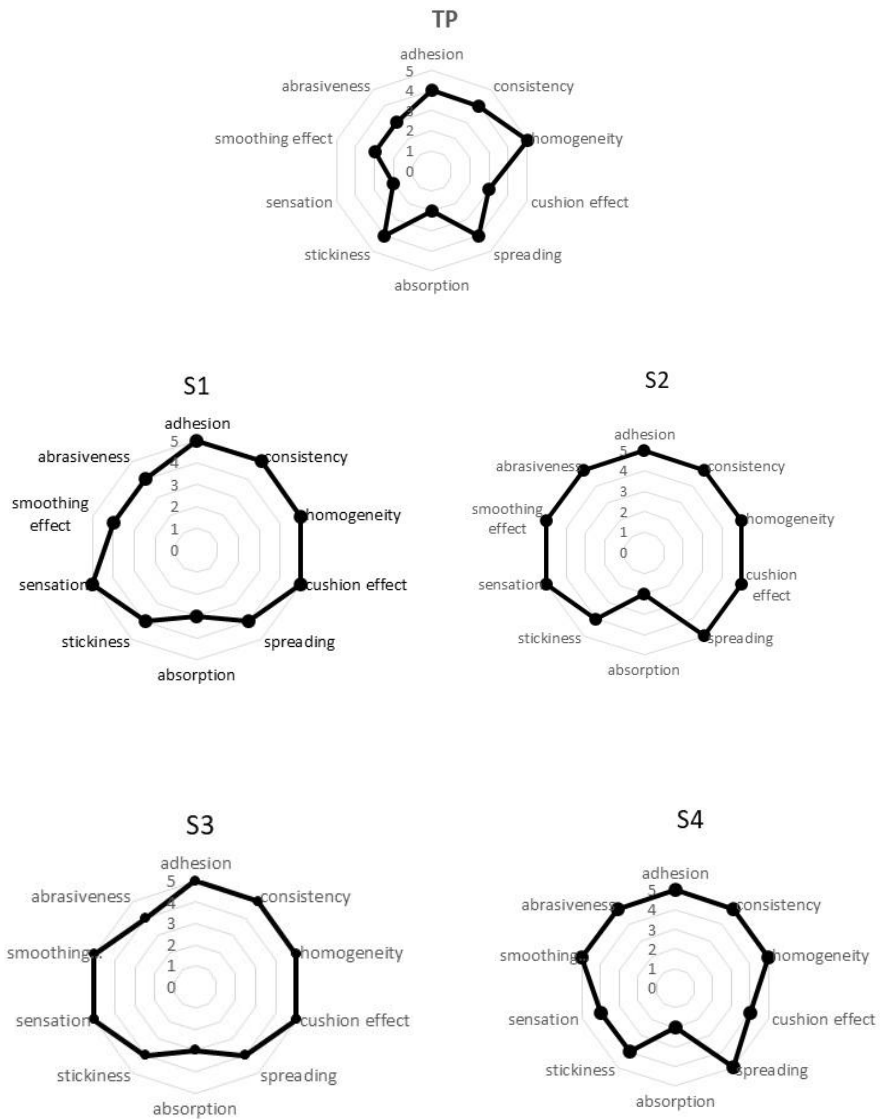 TP
adhesion
abrasiveness
consistency
5
4
3
2
1
0
smoothing effect
homogeneity
sensation
cushion effect
stickiness
spreading
absorption
S1
adhesion
abrasiveness
consistency
5
4
3
2
1
0
smoothing
effect
homogeneity
sensation
cushion effect
stickiness
spreading
absorption
S2
adhesion
abrasiveness
consistency
5
4
3
2
1
0
smoothing
effect
homogeneity
sensation
cushion
effect
stickiness
spreading
absorption
S3
adhesion
abrasiveness
consistency
5
4
3
2
1
0
smoothing...
homogeneity
sensation
cushion effect
stickiness
spreading
absorption
S4
adhesion
abrasiveness
consistency
5
4
3
2
1
0
smoothing...
homogeneity
sensation
cushion effect
stickiness
spreading
absorption